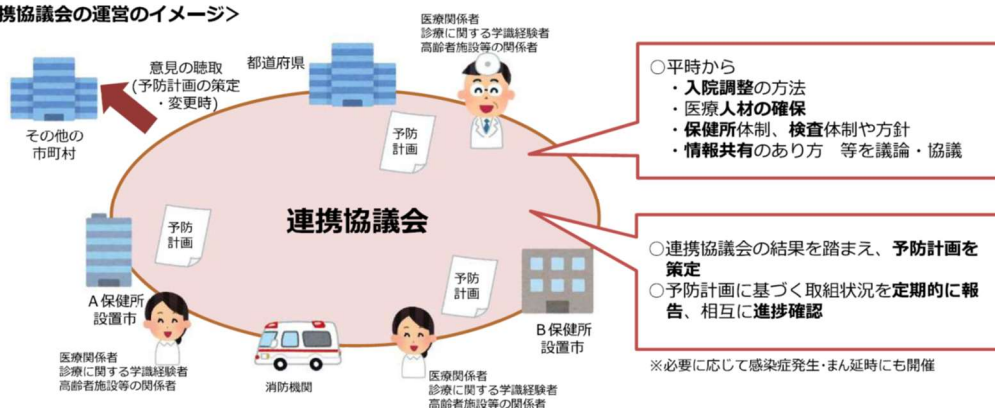 携協議会の運営のイメージ>
医療関係者
診療に関する学識経験者
高齢者施設等の関係者
都道府県
意見の聴取
(予防計画の策定
・変更時)
その他の
市町村
予防
計画
○平時から
・入院調整の方法
・医療人材の確保
・保健所体制、検査体制や方針
・情報共有のあり方 等を議論・協議
連携協議会
予防
計画
予防
計画
○連携協議会の結果を踏まえ、予防計画を
策定
○予防計画に基づく取組状況を定期的に報
告、相互に進捗確認
A保健所
設置市
B保健所
設置市
※必要に応じて感染症発生・まん延時にも開催
医療関係者
診療に関する学識経験者
高齢者施設等の関係者
消防機関
医療関係者
診療に関する学識経験者
高齢者施設等の関係者